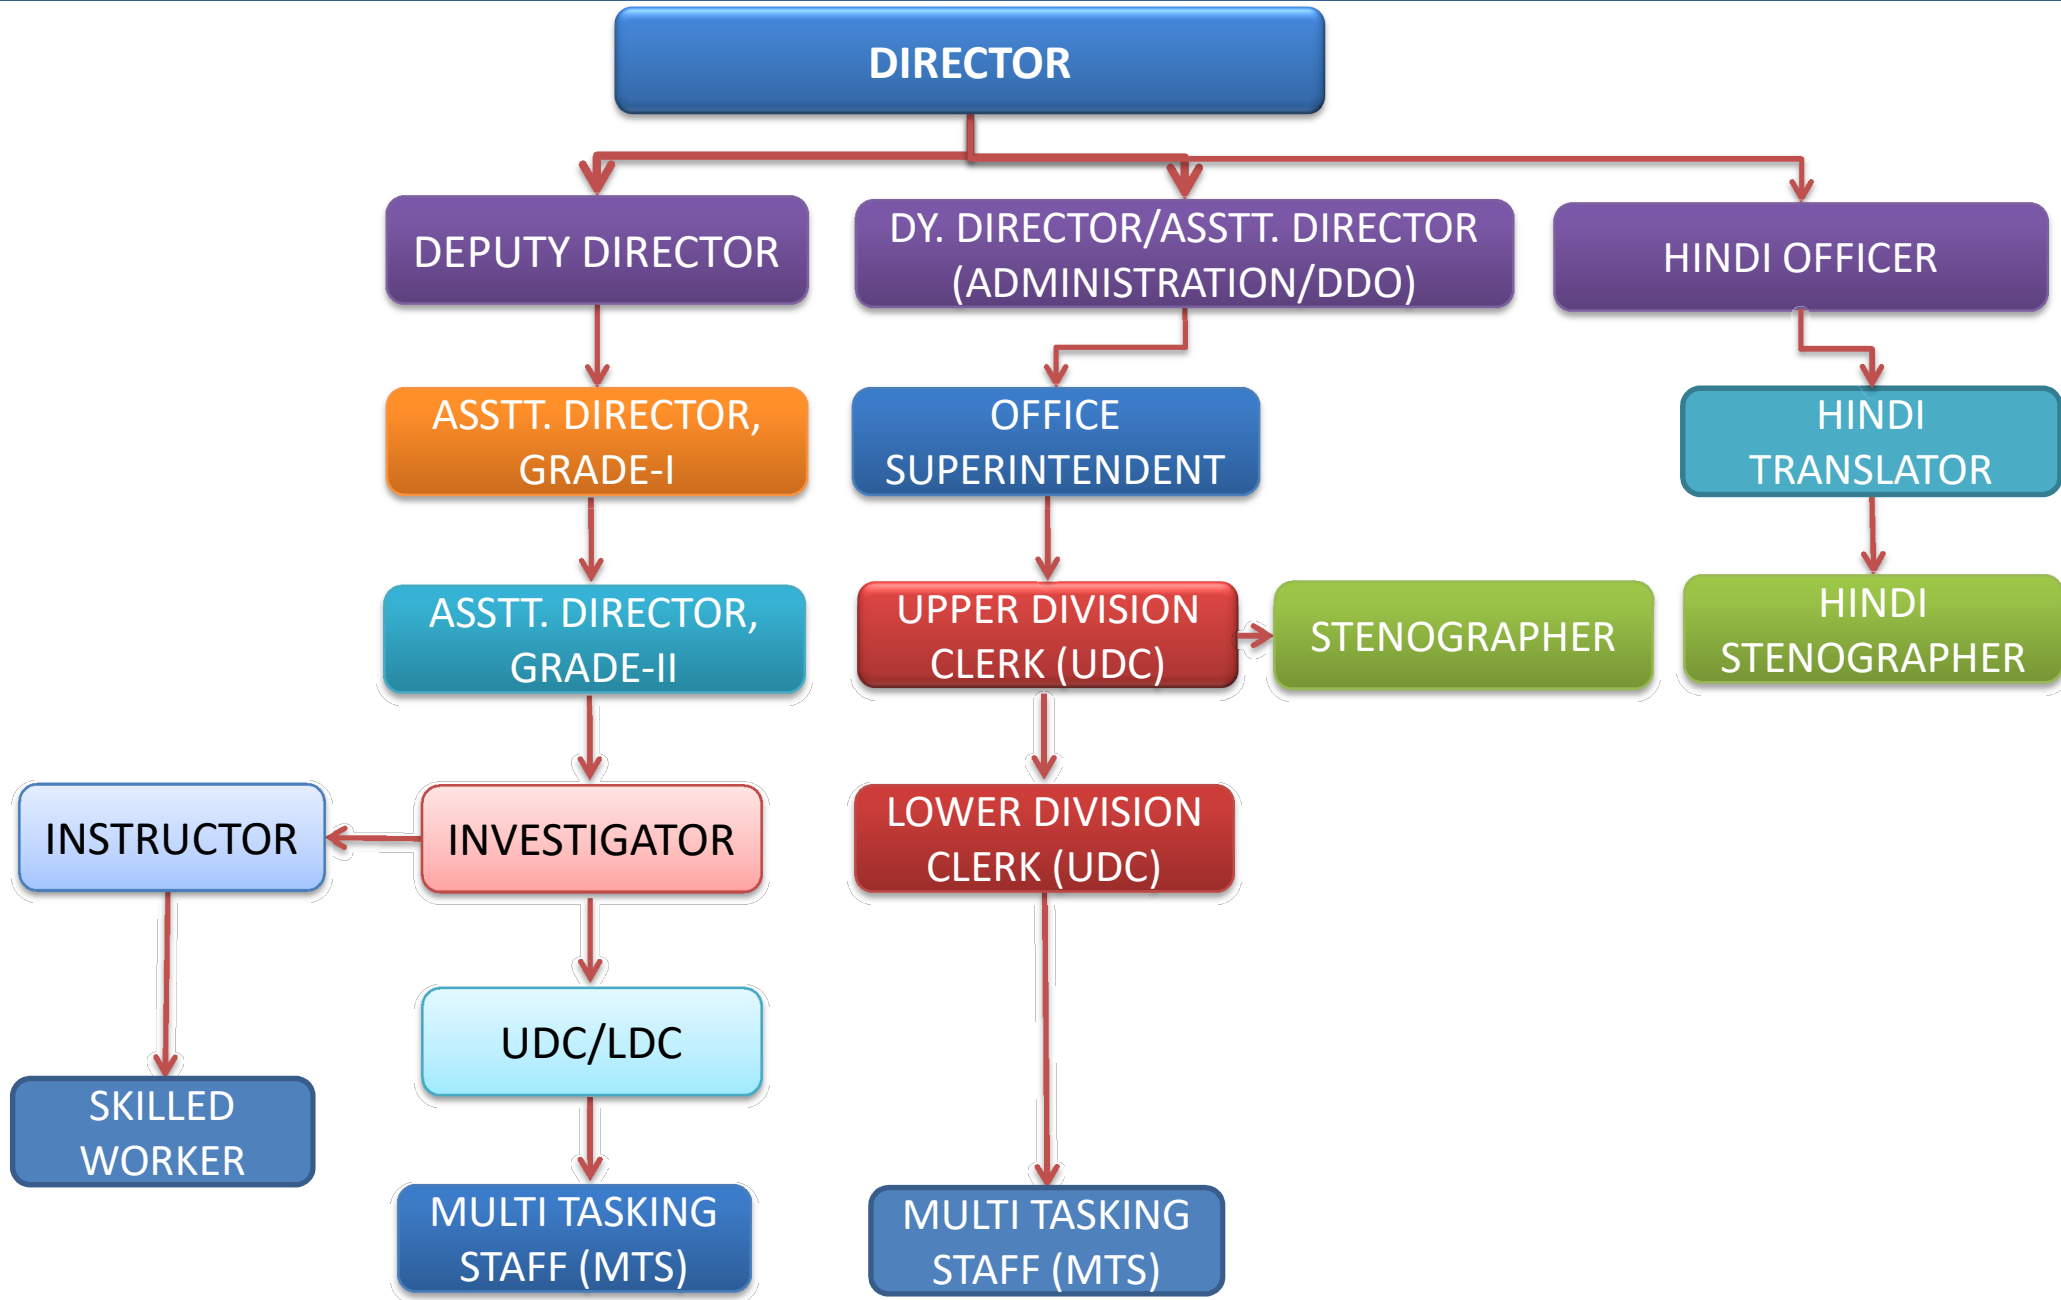 DIRECTOR
DEPUTY DIRECTOR
DY. DIRECTOR/ASSTT. DIRECTOR
(ADMINISTRATION/DDO)
HINDI OFFICER
ASSTT. DIRECTOR,
GRADE-I
OFFICE
SUPERINTENDENT
HINDI
TRANSLATOR
ASSTT. DIRECTOR,
GRADE-II
UPPER DIVISION
CLERK (UDC)
STENOGRAPHER
HINDI
STENOGRAPHER
INSTRUCTOR
INVESTIGATOR
LOWER DIVISION
CLERK (UDC)
UDC/LDC
SKILLED
WORKER
MULTI TASKING
STAFF (MTS)
MULTI TASKING
STAFF (MTS)